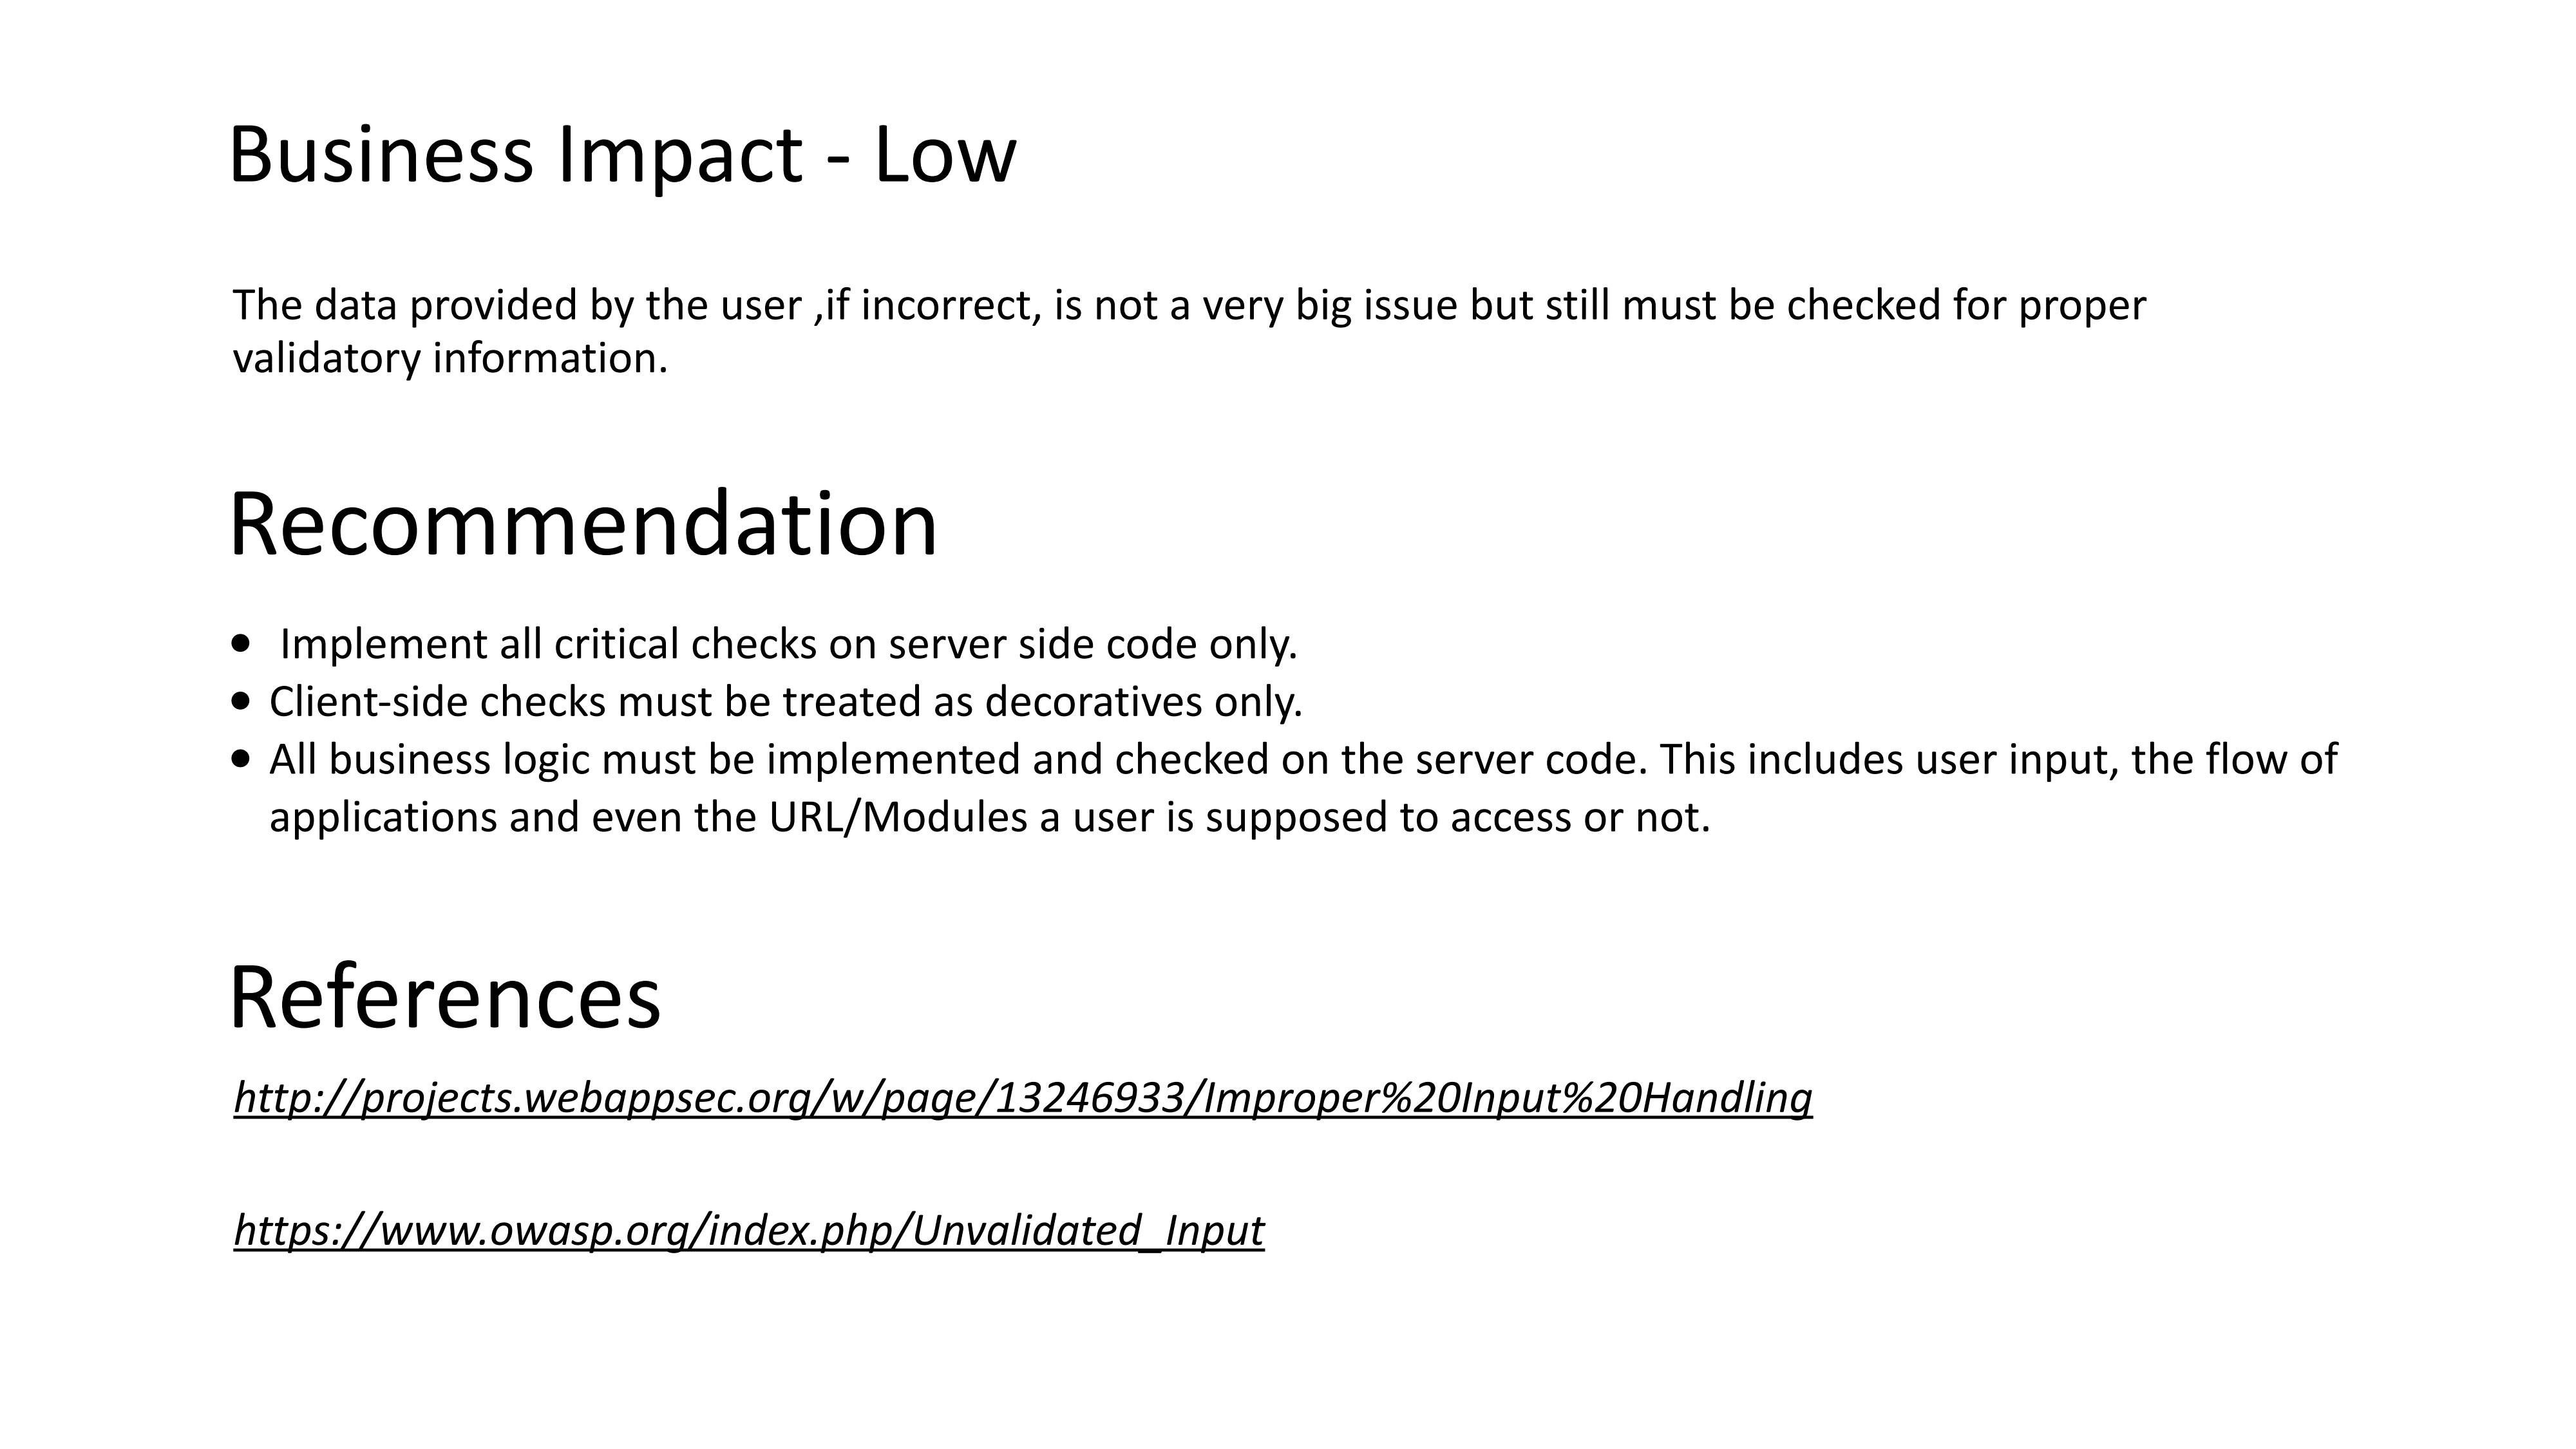 Business Impact - Low
The data provided by the user ,if incorrect, is not a very big issue but still must be checked for proper
validatory information.
Recommendation
• Implement all critical checks on server side code only.
• Client-side checks must be treated as decoratives only.
• All business logic must be implemented and checked on the server code. This includes user input, the flow of
applications and even the URL/Modules a user is supposed to access or not.
References
http://projects.webappsec.org/w/page/13246933/Improper%20Input%20Handling
https://www.owasp.org/index.php/Unvalidated_Input